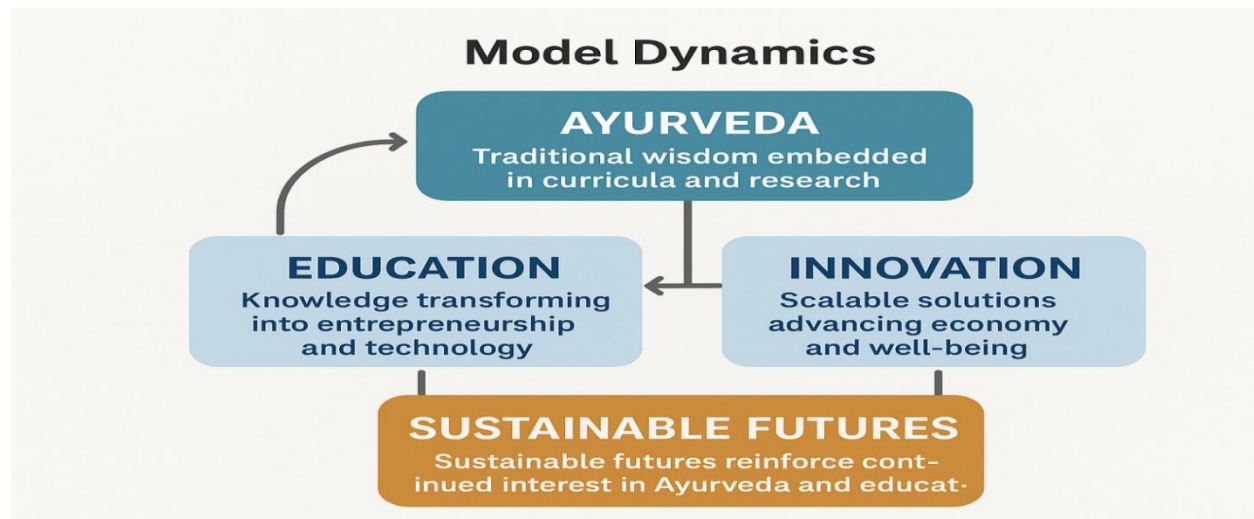 Model Dynamics
AYURVEDA
Traditional wisdom embedded
in curricula and research
EDUCATION
Knowledge transforming
into entrepreneurship
and technology
INNOVATION
Scalable solutions
advancing economy
and well-being
SUSTAINABLE FUTURES
Sustainable futures reinforce cont-
inued interest in Ayurveda and educat-